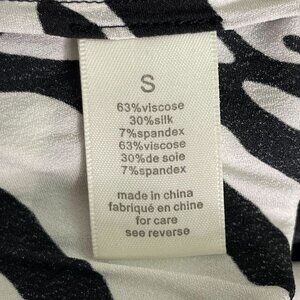 S
63%viscose
30%silk
7%spandex
63%viscose
30%de soie
7%spandex
made in china
fabriqué en chine
for care
see reverse